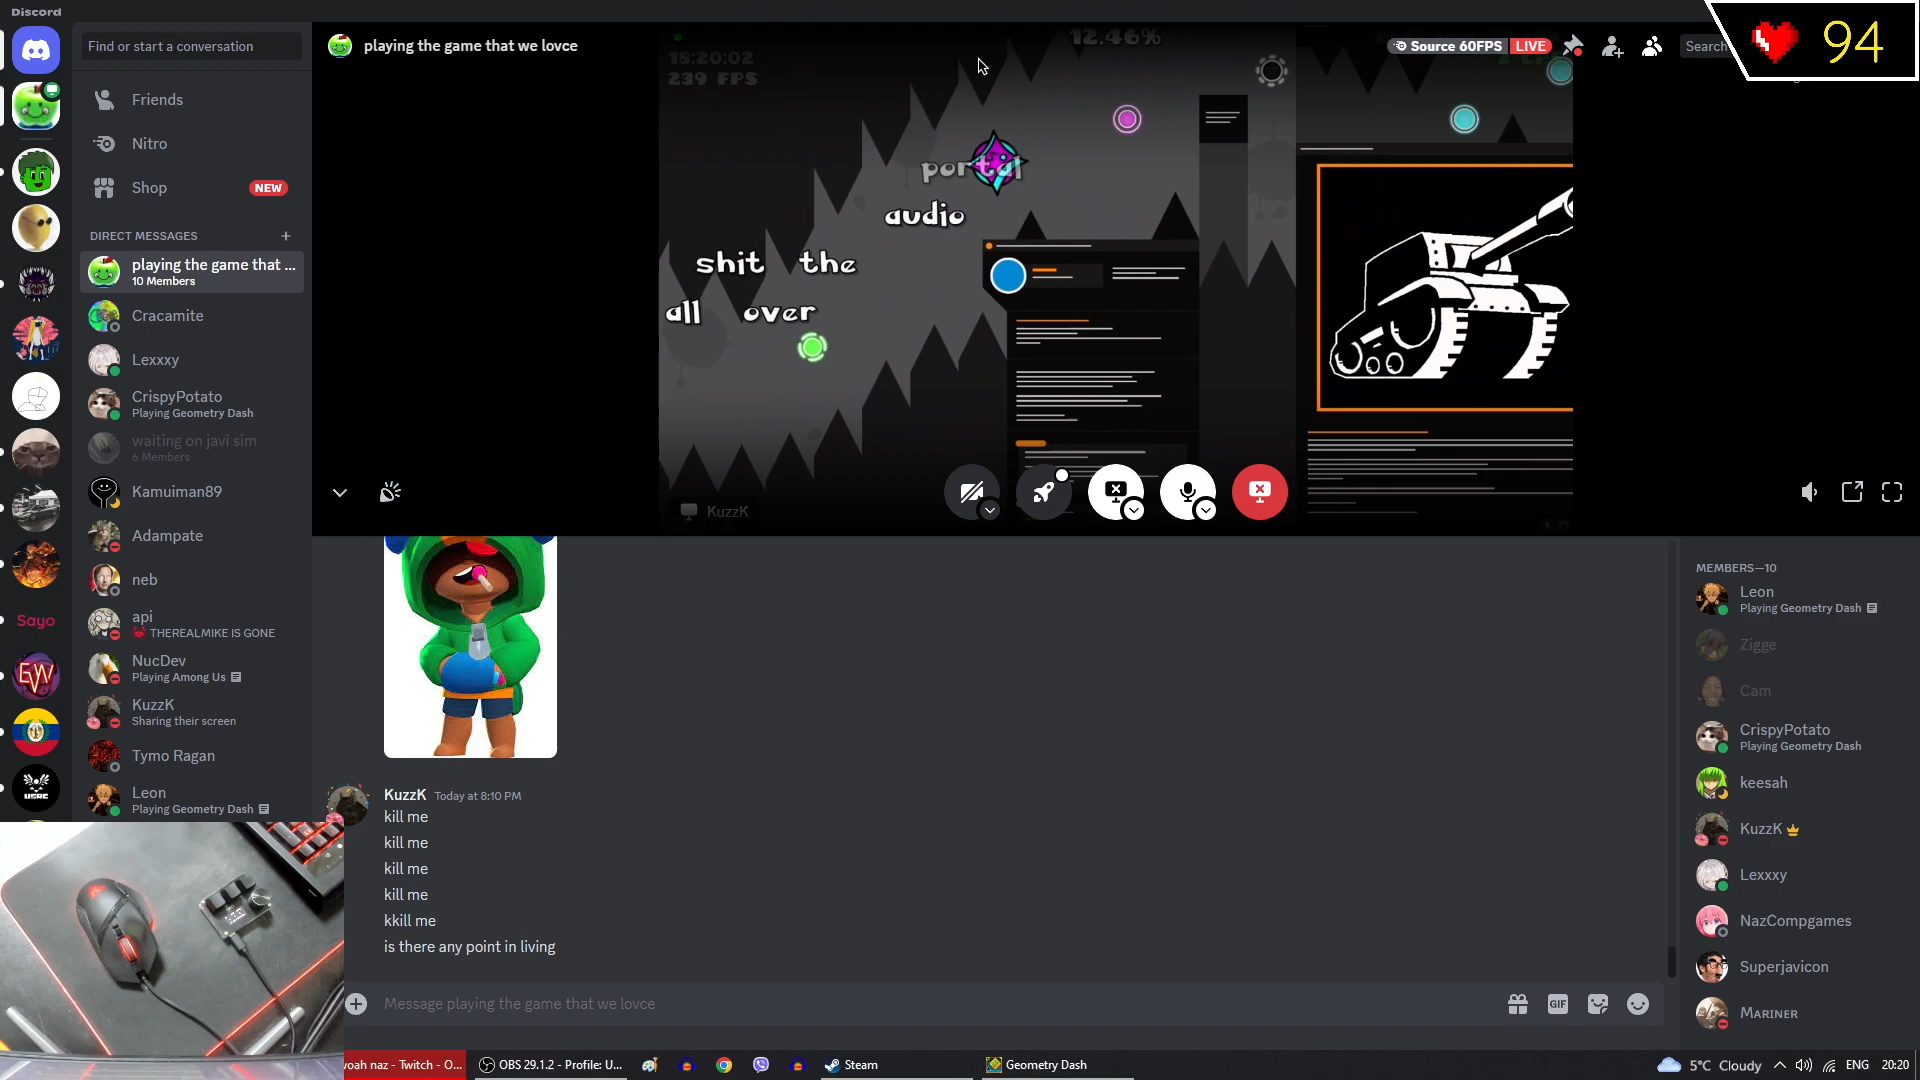 Discord
Find or start a conversation
Friends
Nitro
Shop
NEW
DIRECT MESSAGES
playing the game that ...
10 Members
Cracamite
Lexxxy
CrispyPotato
Playing Geometry Dash
waiting on javi sim
6 Members
Kamuiman89
Adampate
neb
api
THEREALMIKE IS GONE
NucDev
Playing Among Us
KuzzK
Sharing their screen
Tymo Ragan
Leon
Playing Geometry Dash
Sayo
EW
USRC
playing the game that we lovce
18:20:02
239 FPS
12.46%
portal
audio
shit the
all over
KuzzK
Source 60FPS
LIVE
Search
94
KuzzK Today at 8:10 PM
kill me
kill me
kill me
kill me
kkill me
is there any point in living
Message playing the game that we lovce
GIF
MEMBERS—10
Leon
Playing Geometry Dash
Zigge
Cam
CrispyPotato
Playing Geometry Dash
keesah
KuzzK
Lexxxy
NazCompgames
Superjavicon
MARINER
voah naz - Twitch - O...
OBS 29.1.2 - Profile: U...
Steam
Geometry Dash
5°C Cloudy
ENG
20:20